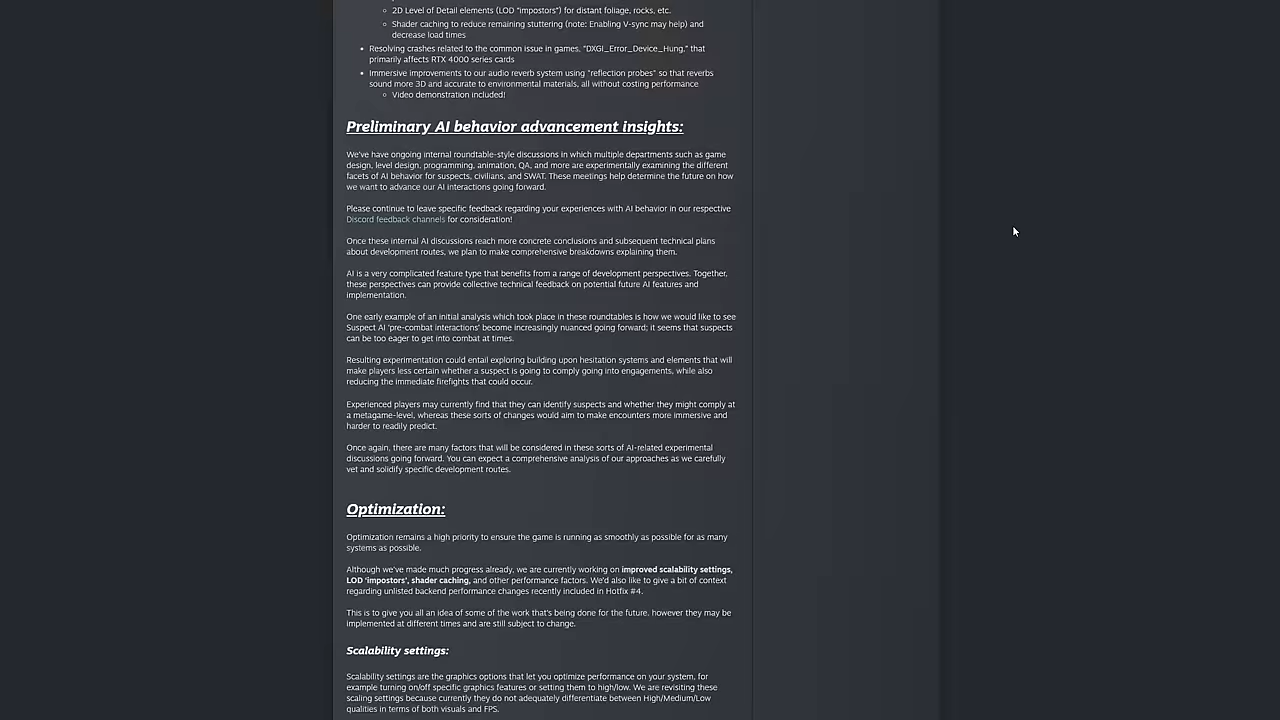 2D Level of Detail elements (LOD "impostors") for distant foliage, rocks, etc.
Shader caching to reduce remaining stuttering (note: Enabling V-sync may help) and
decrease load times
Resolving crashes related to the common issue in games, "DXGI_Error_Device_Hung," that
primarily affects RTX 4000 series cards
Immersive improvements to our audio reverb system using "reflection probes" so that reverbs
sound more 3D and accurate to environmental materials, all without costing performance
Video demonstration included!
Preliminary AI behavior advancement insights:
We've have ongoing internal roundtable-style discussions in which multiple departments such as game
design, level design, programming, animation, QA, and more are experimentally examining the different
facets of AI behavior for suspects, civilians, and SWAT. These meetings help determine the future on how
we want to advance our AI interactions going forward.
Please continue to leave specific feedback regarding your experiences with AI behavior in our respective
Discord feedback channels for consideration!
Once these internal AI discussions reach more concrete conclusions and subsequent technical plans
about development routes, we plan to make comprehensive breakdowns explaining them.
AI is a very complicated feature type that benefits from a range of development perspectives. Together,
these perspectives can provide collective technical feedback on potential future AI features and
implementation.
One early example of an initial analysis which took place in these roundtables is how we would like to see
Suspect AI 'pre-combat interactions' become increasingly nuanced going forward; it seems that suspects
can be too eager to get into combat at times.
Resulting experimentation could entail exploring building upon hesitation systems and elements that will
make players less certain whether a suspect is going to comply going into engagements, while also
reducing the immediate firefights that could occur.
Experienced players may currently find that they can identify suspects and whether they might comply at
a metagame-level, whereas these sorts of changes would aim to make encounters more immersive and
harder to readily predict.
Once again, there are many factors that will be considered in these sorts of AI-related experimental
discussions going forward. You can expect a comprehensive analysis of our approaches as we carefully
vet and solidify specific development routes.
Optimization:
Optimization remains a high priority to ensure the game is running as smoothly as possible for as many
systems as possible.
Although we've made much progress already, we are currently working on improved scalability settings,
LOD 'impostors', shader caching, and other performance factors. We'd also like to give a bit of context
regarding unlisted backend performance changes recently included in Hotfix #4.
This is to give you all an idea of some of the work that's being done for the future. however they may be
implemented at different times and are still subject to change.
Scalability settings:
Scalability settings are the graphics options that let you optimize performance on your system, for
example turning on/off specific graphics features or setting them to high/low. We are revisiting these
scaling settings because currently they do not adequately differentiate between High/Medium/Low
qualities in terms of both visuals and FPS.